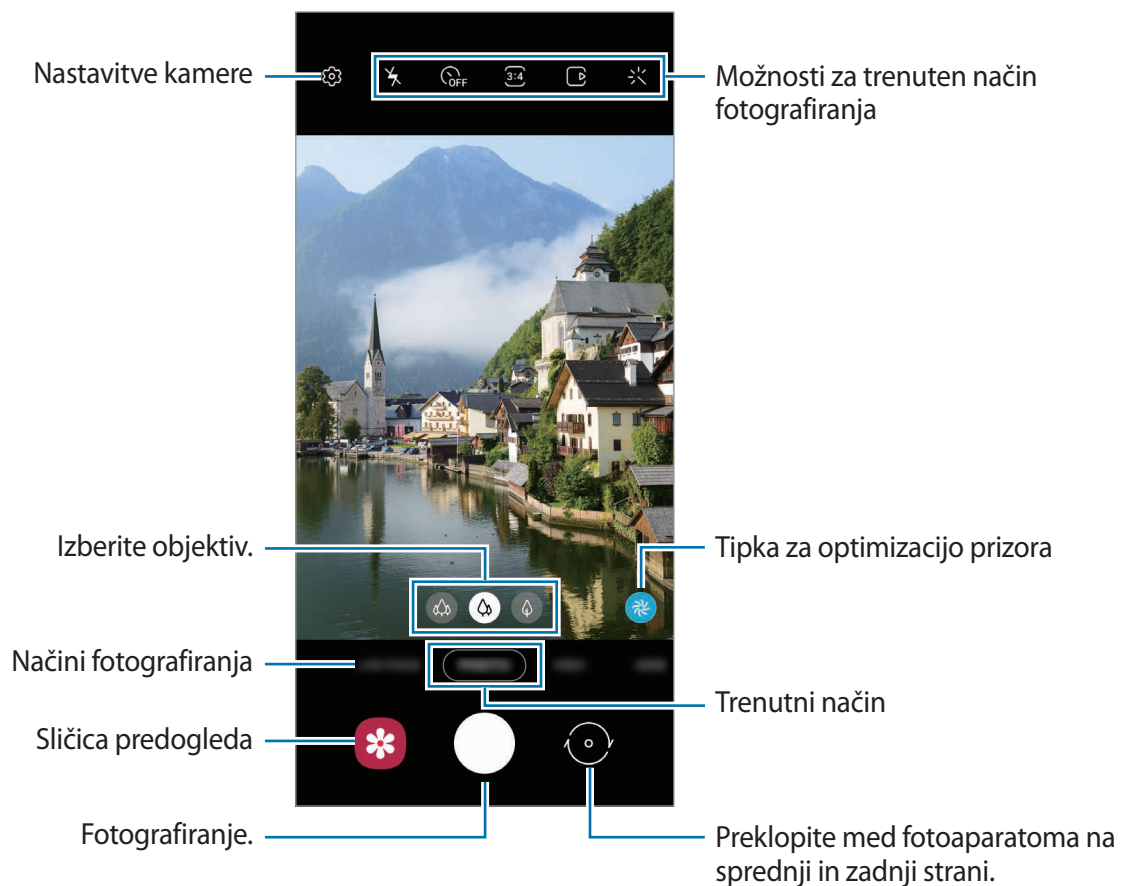 Nastavitve kamere
OFF
3:4
Možnosti za trenuten način
fotografiranja
Izberite objektiv.
Tipka za optimizacijo prizora
Načini fotografiranja
Trenutni način
Sličica predogleda
Fotografiranje.
Preklopite med fotoaparatoma na
sprednji in zadnji strani.